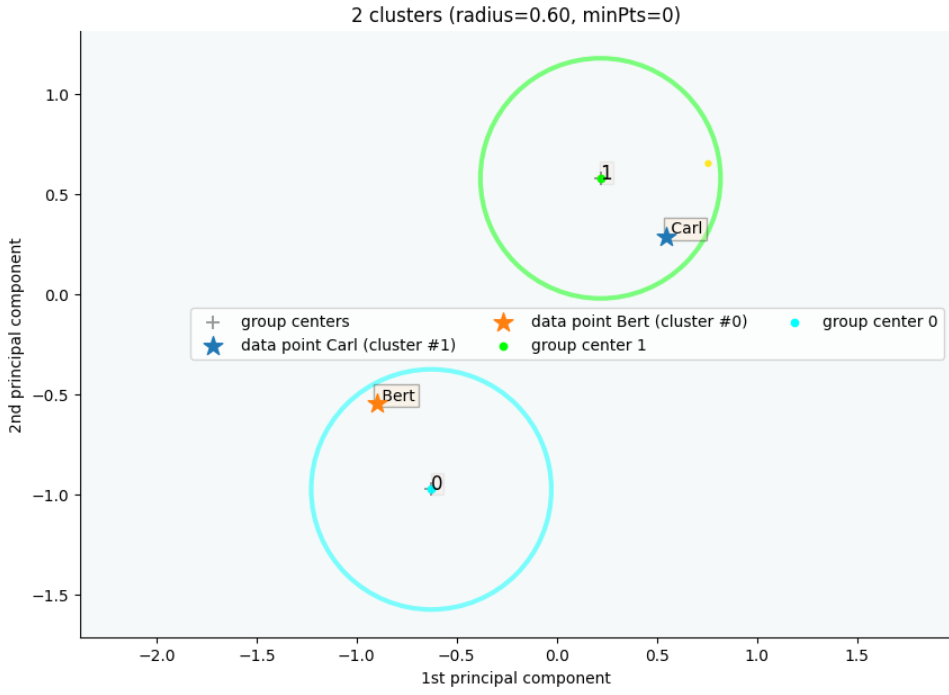 2 clusters (radius=0.60, minPts=0)
1.0
0.5
0.0
−0.5
−1.0
−1.5
2nd principal component
1
Carl
group centers
data point Carl (cluster #1)
data point Bert (cluster #0)
group center 1
group center 0
Bert
0
−2.0 −1.5 −1.0 −0.5 0.0 0.5 1.0 1.5
1st principal component